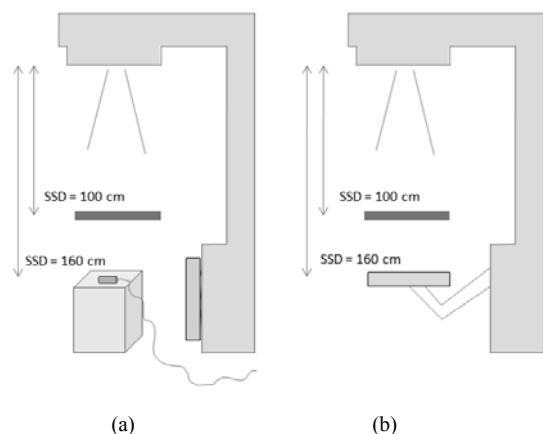 SSD = 100 cm
SSD = 100 cm
SSD = 160 cm
SSD = 160 cm
(a)
(b)